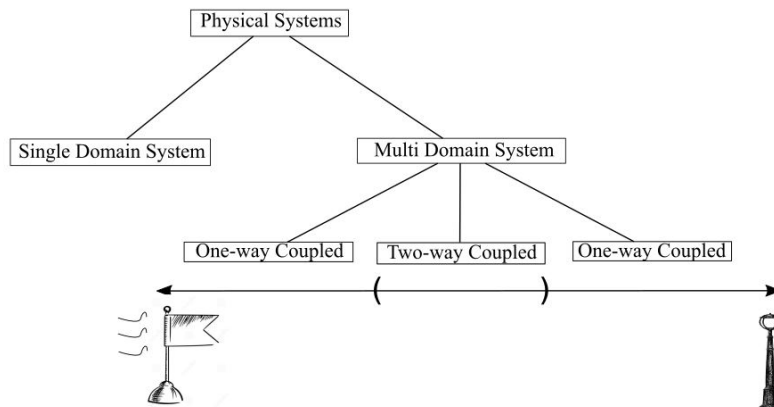 Physical Systems
Single Domain System
Multi Domain System
One-way Coupled
Two-way Coupled
One-way Coupled
( )